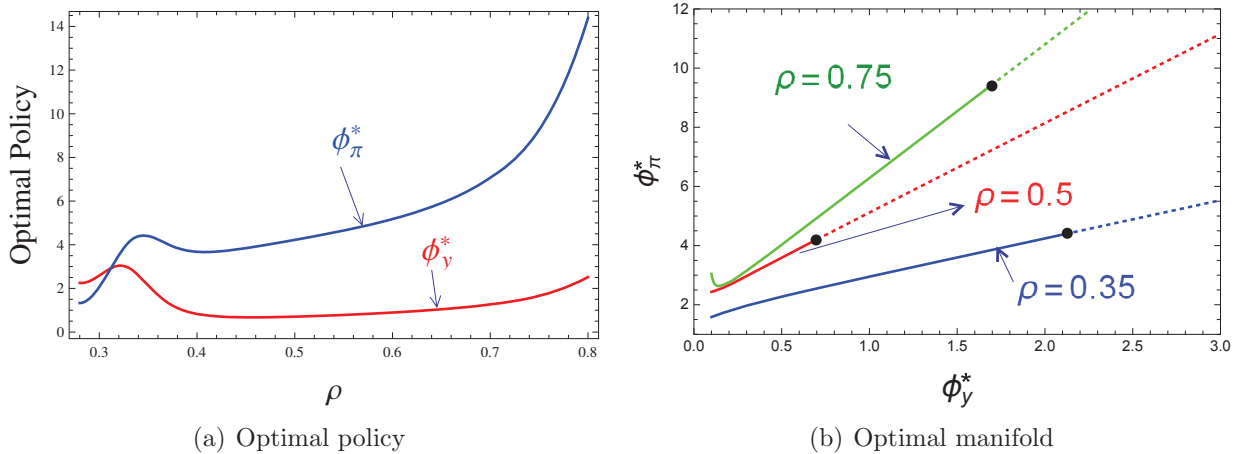 Optimal Policy
14
12
10
8
6
4
2
0
0.3 0.4 0.5 0.6 0.7 0.8
ρ
ϕ*π
ϕ*y
(a) Optimal policy
ϕ*π
12
10
8
6
4
2
0.0 0.5 1.0 1.5 2.0 2.5 3.0
ϕ*y
ρ = 0.75
ρ = 0.5
ρ = 0.35
(b) Optimal manifold